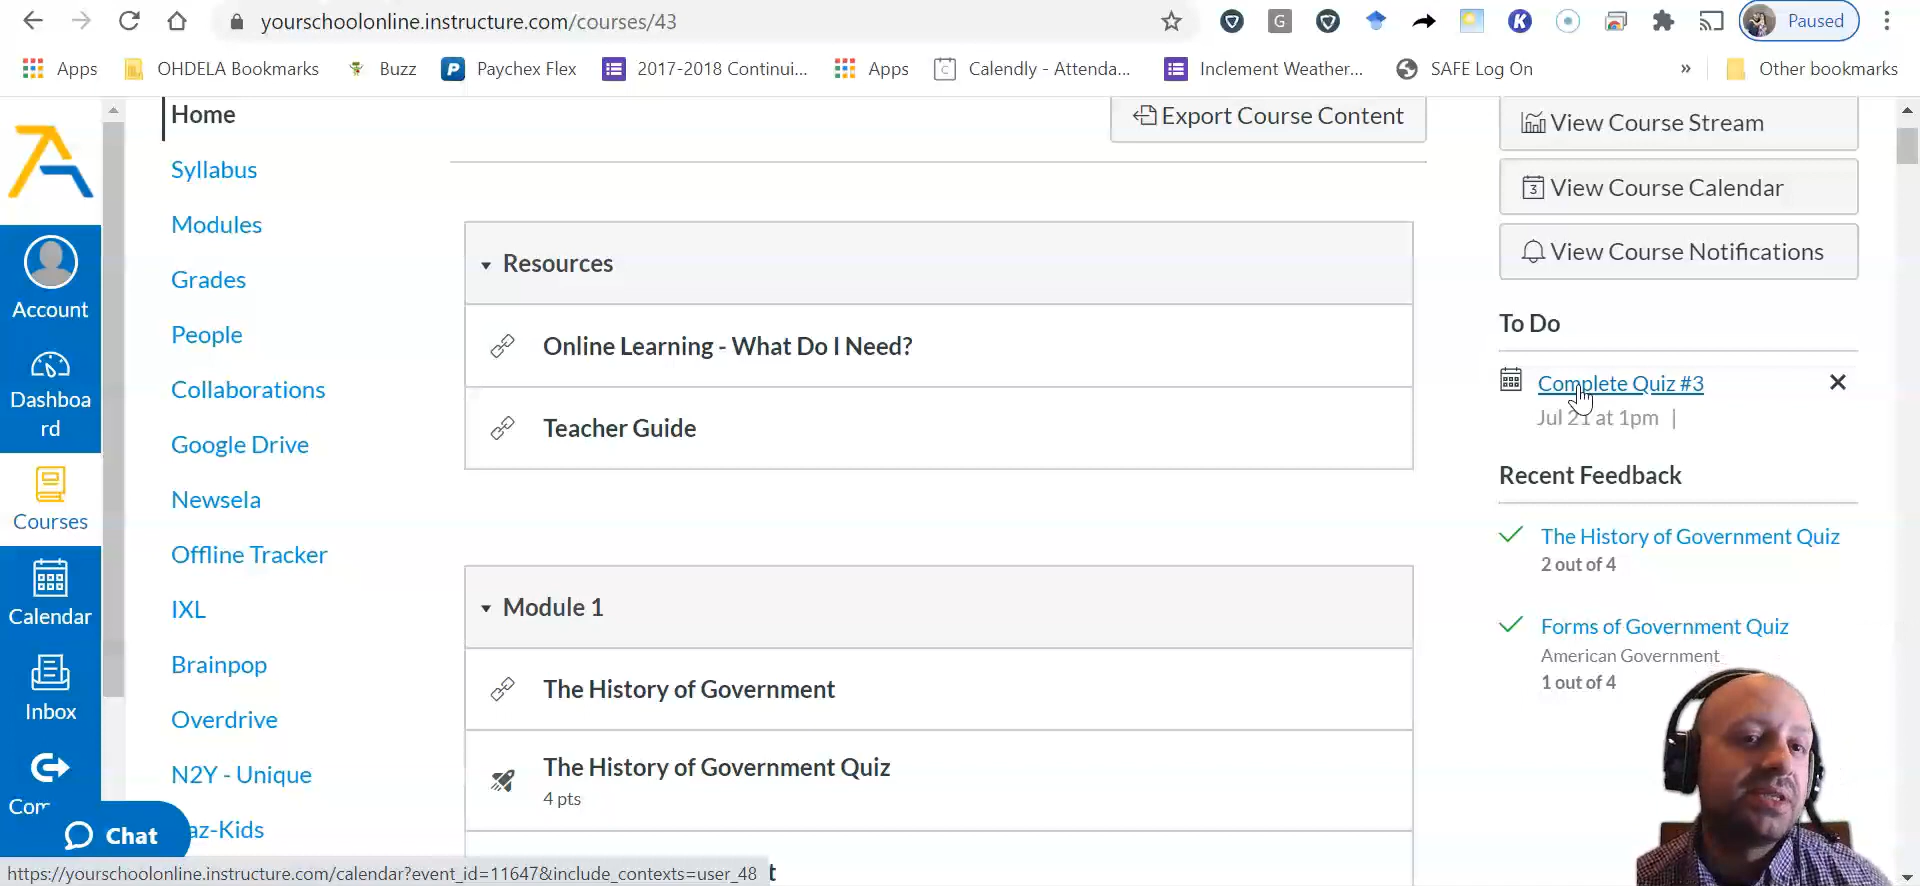 yourschoolonline.instructure.com/courses/43
Paused
Apps
OHDELA Bookmarks
Buzz
Paychex Flex
2017-2018 Continui...
Apps
Calendly - Attenda...
Inclement Weather...
SAFE Log On
»
Other bookmarks
Home
Syllabus
Modules
Grades
People
Collaborations
Google Drive
Newsela
Offline Tracker
IXL
Brainpop
Overdrive
N2Y - Unique
az-Kids
Account
Dashboa
rd
Courses
Calendar
Inbox
Com
Chat
Export Course Content
Resources
Online Learning - What Do I Need?
Teacher Guide
Module 1
The History of Government
The History of Government Quiz
4 pts
View Course Stream
View Course Calendar
View Course Notifications
To Do
Complete Quiz #3
Jul 21 at 1pm |
Recent Feedback
The History of Government Quiz
2 out of 4
Forms of Government Quiz
American Government
1 out of 4
https://yourschoolonline.instructure.com/calendar?event_id=11647&include_contexts=user_48